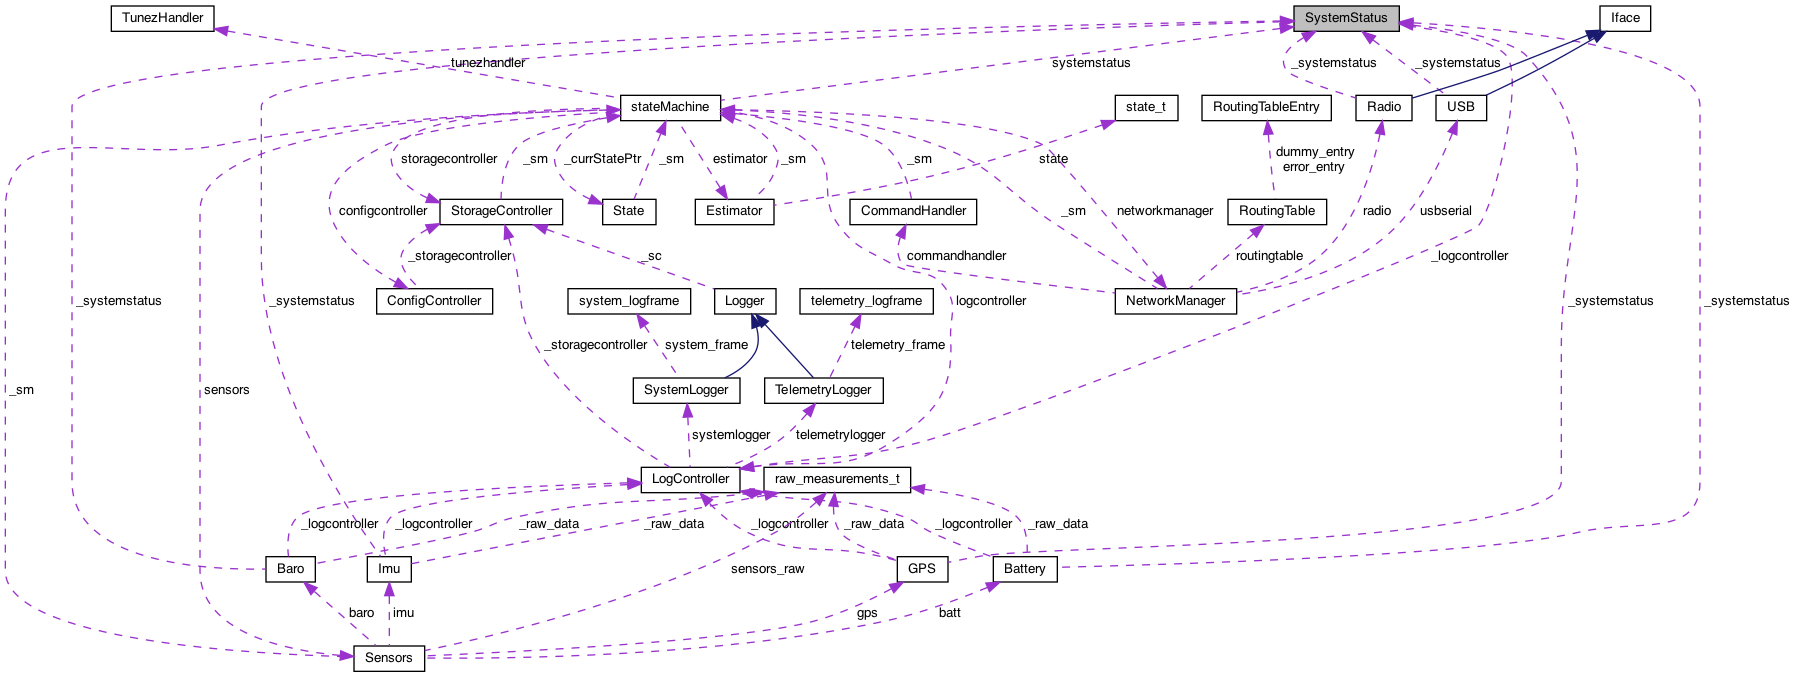 TunezHandler
SystemStatus
Iface
tunezhandler
systemstatus
_systemstatus
_systemstatus
stateMachine
state_t
RoutingTableEntry
Radio
USB
storagecontroller
_sm
_currStatePtr
_sm
estimator
_sm
_sm
state
dummy_entry
error_entry
configcontroller
StorageController
State
Estimator
CommandHandler
_sm
networkmanager
RoutingTable
radio
usbserial
_storagecontroller
_sc
commandhandler
routingtable
_logcontroller
_systemstatus
_systemstatus
ConfigController
system_logframe
Logger
telemetry_logframe
logcontroller
NetworkManager
_systemstatus
_systemstatus
_storagecontroller
system_frame
telemetry_frame
_sm
sensors
SystemLogger
TelemetryLogger
systemlogger
telemetrylogger
LogController
raw_measurements_t
_logcontroller
_logcontroller
_raw_data
_raw_data
_logcontroller
_raw_data
_logcontroller
_raw_data
Baro
Imu
sensors_raw
GPS
Battery
baro
imu
gps
batt
Sensors